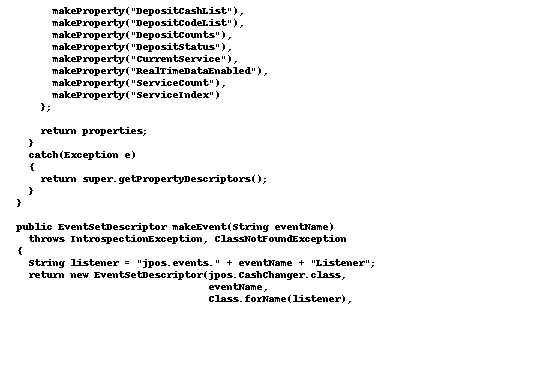 makeProperty("DepositCashList"),
makeProperty("DepositCodeList"),
makeProperty("DepositCounts"),
makeProperty("DepositStatus"),
makeProperty("CurrentService"),
makeProperty("RealTimeDataEnabled"),
makeProperty("ServiceCount"),
makeProperty("ServiceIndex")
};
return properties;
}
catch(Exception e)
{
return super.getPropertyDescriptors();
}
}
public EventSetDescriptor makeEvent(String eventName)
throws IntrospectionException, ClassNotFoundException
{
String listener = "jpos.events." + eventName + "Listener";
return new EventSetDescriptor(jpos.CashChanger.class,
eventName,
Class.forName(listener),